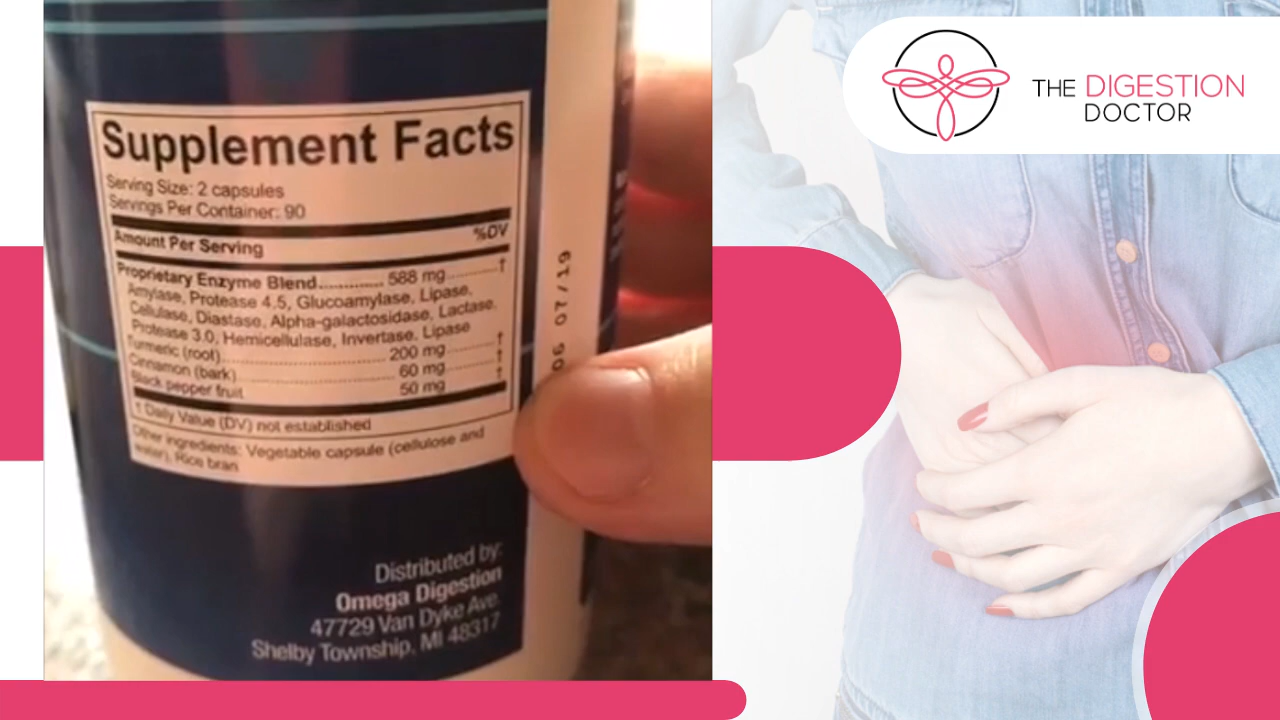 Supplement Facts
Serving Size: 2 capsules
Servings Per Container: 90
Amount Per Serving %DV
Proprietary Enzyme Blend............. 588 mg..........†
Amylase, Protease 4.5, Glucoamylase, Lipase,
Cellulase, Diastase, Alpha-galactosidase, Lactase,
Protease 3.0, Hemicellulase, Invertase, Lipase
Turmeric (root)................................ 200 mg..........†
Cinnamon (bark)............................. 60 mg..........†
Black pepper fruit 50 mg †
† Daily Value (DV) not established
Other ingredients: Vegetable capsule (cellulose and
water), Rice bran
Distributed by:
Omega Digestion
47729 Van Dyke Ave.
Shelby Township, MI 48317
06 07/19
THE DIGESTION
DOCTOR